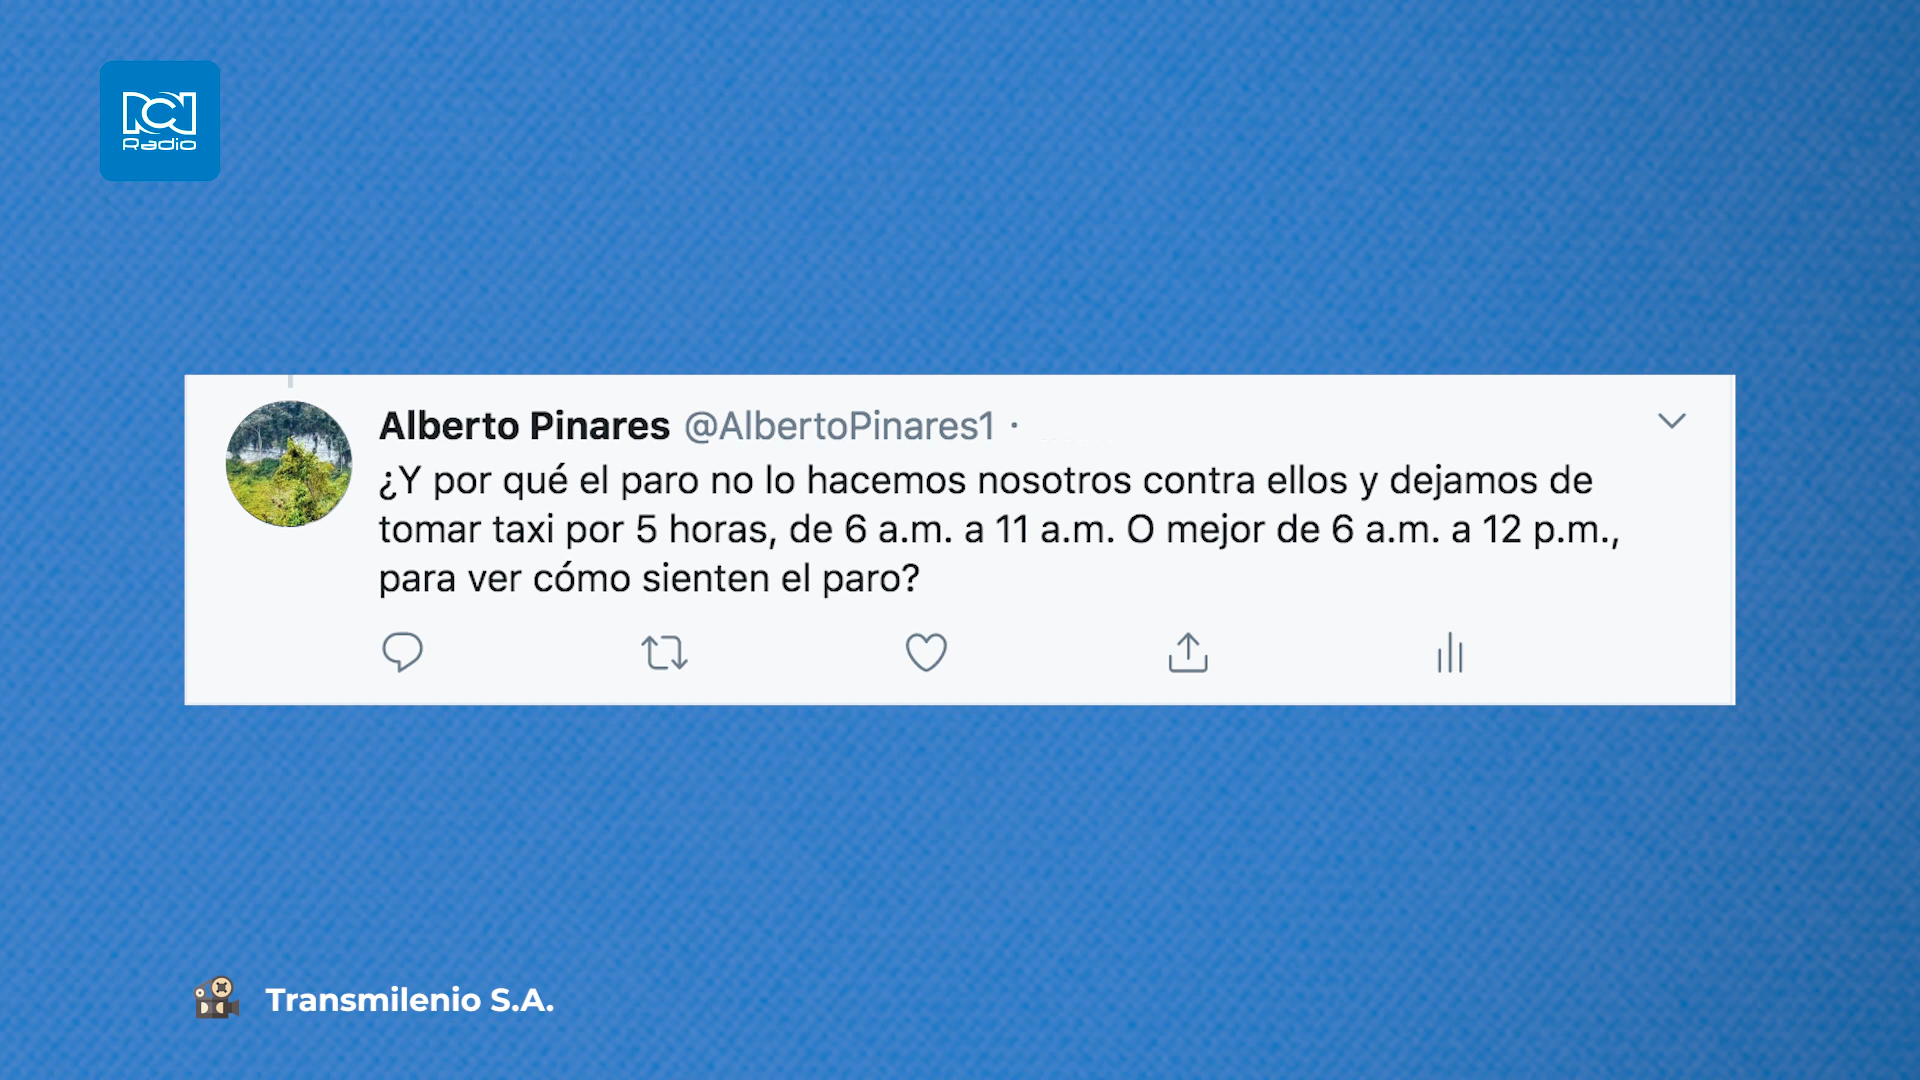 RCN
Radio
Alberto Pinares @AlbertoPinares1 ·
¿Y por qué el paro no lo hacemos nosotros contra ellos y dejamos de
tomar taxi por 5 horas, de 6 a.m. a 11 a.m. O mejor de 6 a.m. a 12 p.m.,
para ver cómo sienten el paro?
Transmilenio S.A.